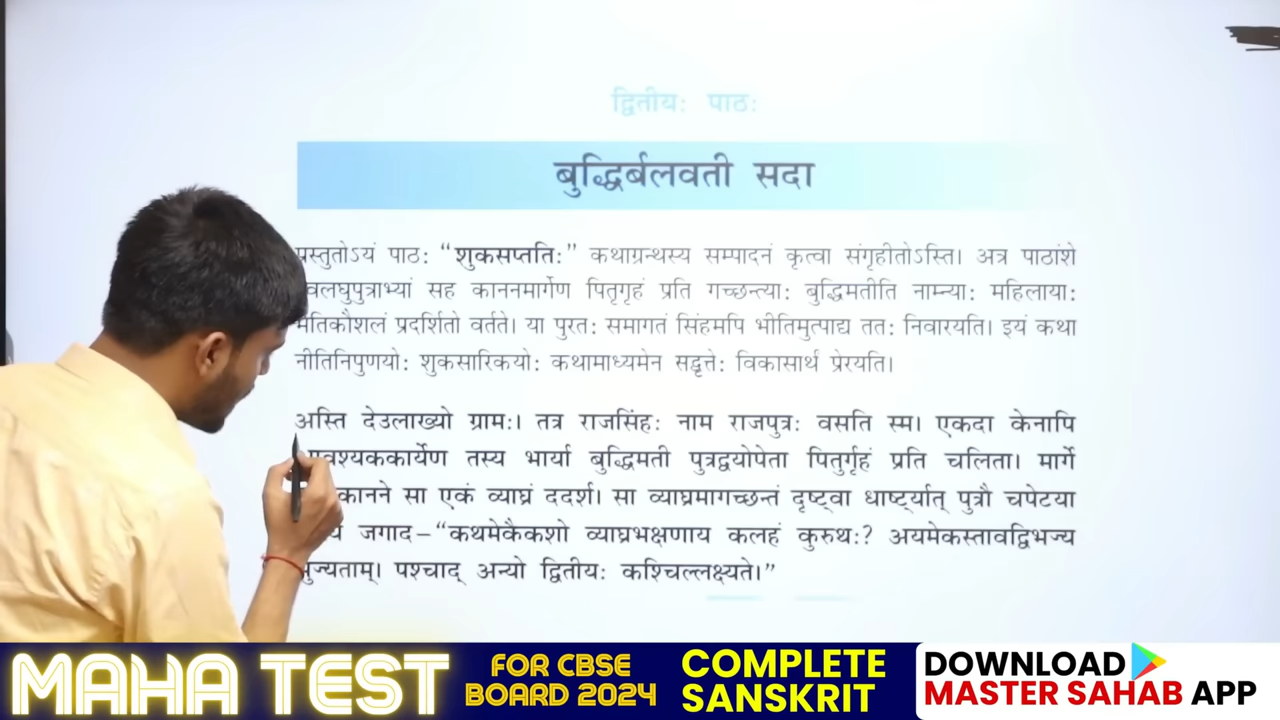 द्वितीयः पाठः
बुद्धिर्बलवती सदा
प्रस्तुतोऽयं पाठः “शुकसप्ततिः” कथाग्रन्थस्य सम्पादनं कृत्वा संगृहीतोऽस्ति। अत्र पाठांशे
सह काननमार्गेण पितृगृहं प्रति गच्छन्त्याः बुद्धिमतीति नाम्न्याः महिलायाः
मतिकौशलं प्रदर्शितो वर्तते। या पुरतः समागतं सिंहमपि भीतिमुत्पाद्य ततः निवारयति। इयं कथा
नीतिनिपुणयोः शुकसारिकयोः कथामाध्यमेन सद्वृत्तेः विकासार्थं प्रेरयति।
अस्ति देउलाख्यो ग्रामः। तत्र राजसिंहः नाम राजपुत्रः वसति स्म। एकदा केनापि
तस्य भार्या बुद्धिमती पुत्रद्वयोपेता पितुर्गृहं प्रति चलिता। मार्गे
सा एकं व्याघ्रं ददर्श। सा व्याघ्रमागच्छन्तं दृष्ट्वा धार्ष्ट्यात् पुत्रौ चपेटया
जगाद–“कथमेकैकशो व्याघ्रभक्षणाय कलहं कुरुथः? अयमेकस्तावद्विभज्य
भुज्यताम्। पश्चाद् अन्यो द्वितीयः कश्चिल्लक्ष्यते।”
MAHA TEST FOR CBSE BOARD 2024 COMPLETE SANSKRIT DOWNLOAD MASTER SAHAB APP